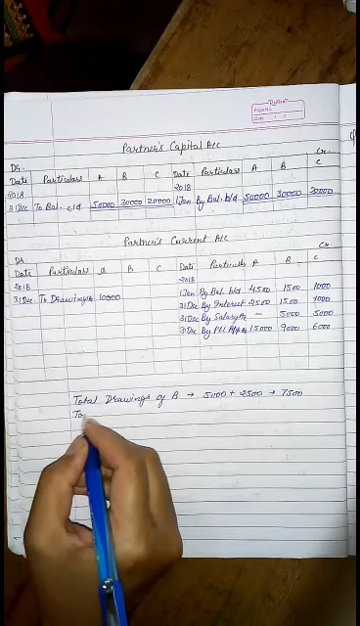 Partner's Capital A/c
Dr. Cr.
Date Particulars A B C Date Particulars A B C
2018 2018
31 Dec To Bal. c/d 50000 30000 20000 1 Jan By Bal. b/d 50000 30000 20000
Partner's Current A/c
Dr. Cr.
Date Particulars A B C Date Particulars A B C
2018 2018
31 Dec To Drawings 10000 1 Jan By Bal. b/d 4500 1500 1000
31 Dec By Interest 2500 1500 1000
31 Dec By Salary - 5000 5000
31 Dec By P/L App 15000 9000 6000
Total Drawings of B → 5000 + 2500 → 7500
To